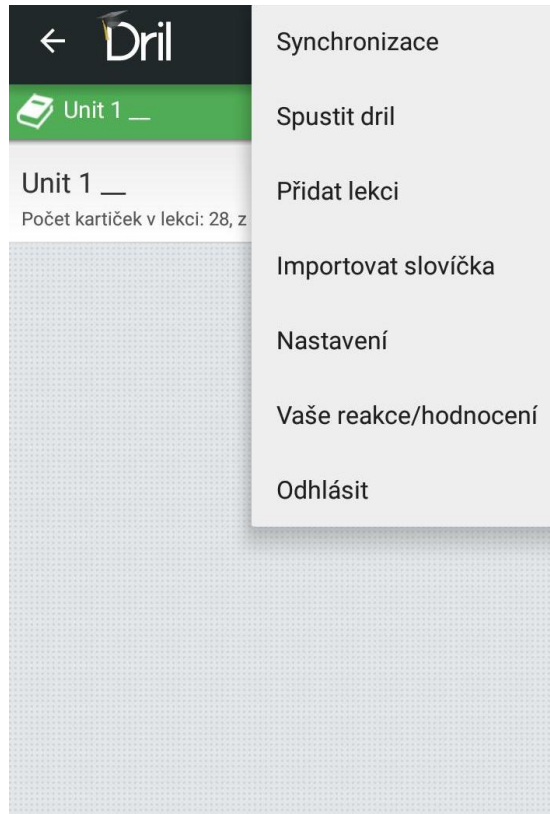 Dril
Unit 1 __
Unit 1 __
Počet kartiček v lekci: 28, z
Synchronizace
Spustit dril
Přidat lekci
Importovat slovíčka
Nastavení
Vaše reakce/hodnocení
Odhlásit